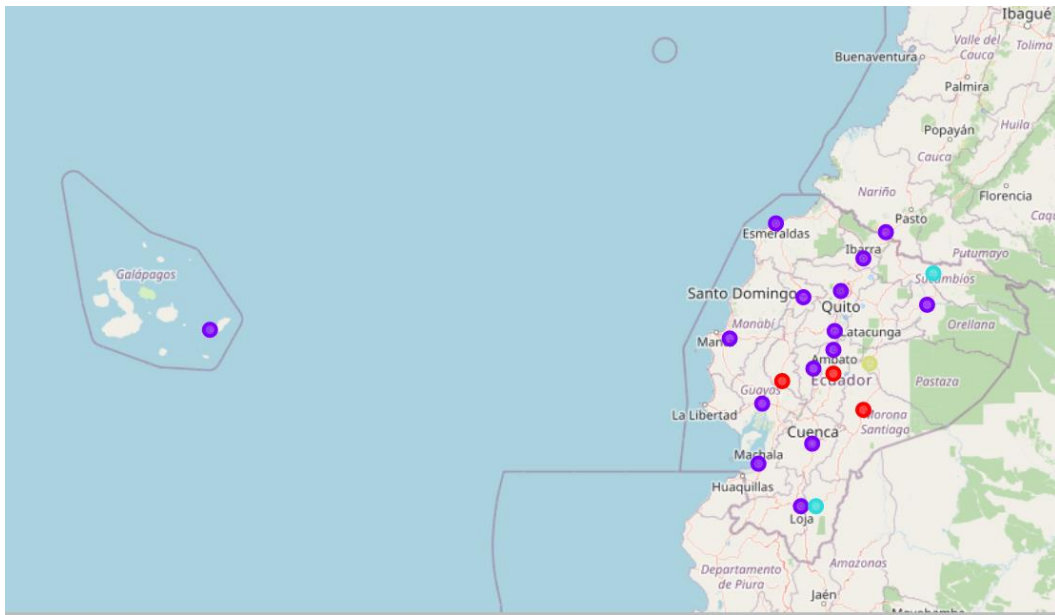 Ibagué
Valle del
Cauca
Tolima
Buenaventura
Palmira
Popayán
Huila
Cauca
Nariño
Florencia
Pasto
Putumayo
Esmeraldas
Ibarra
Sucumbíos
Galápagos
Santo Domingo
Quito
Orellana
Manabí
Latacunga
Man
Ambato
Ecuador
Pastaza
Guayas
La Libertad
Morona
Santiago
Cuenca
Machala
Huaquillas
Loja
Departamento
de Piura
Amazonas
Jaén